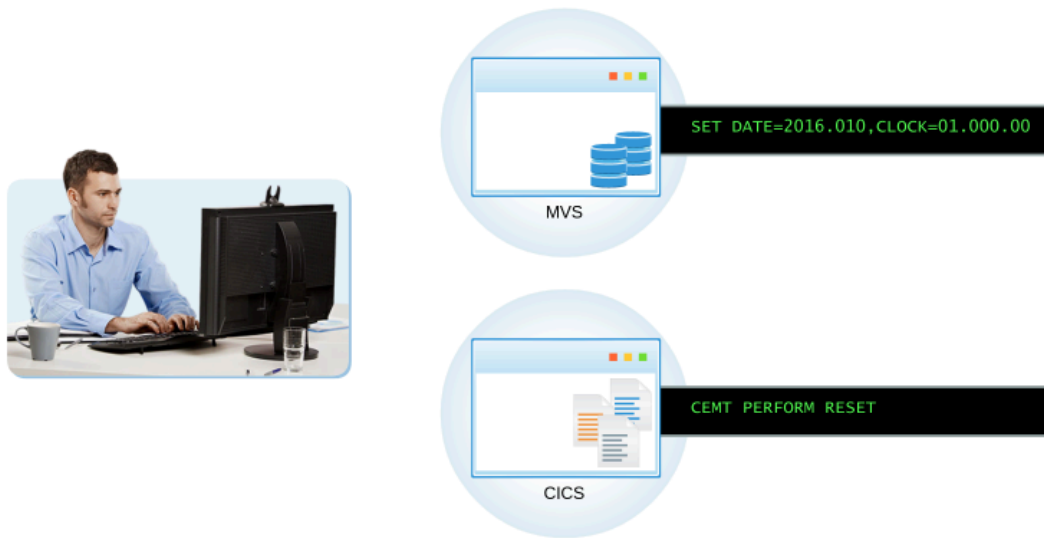 SET DATE=2016.010,CLOCK=01.000.00
MVS
CEMT PERFORM RESET
CICS